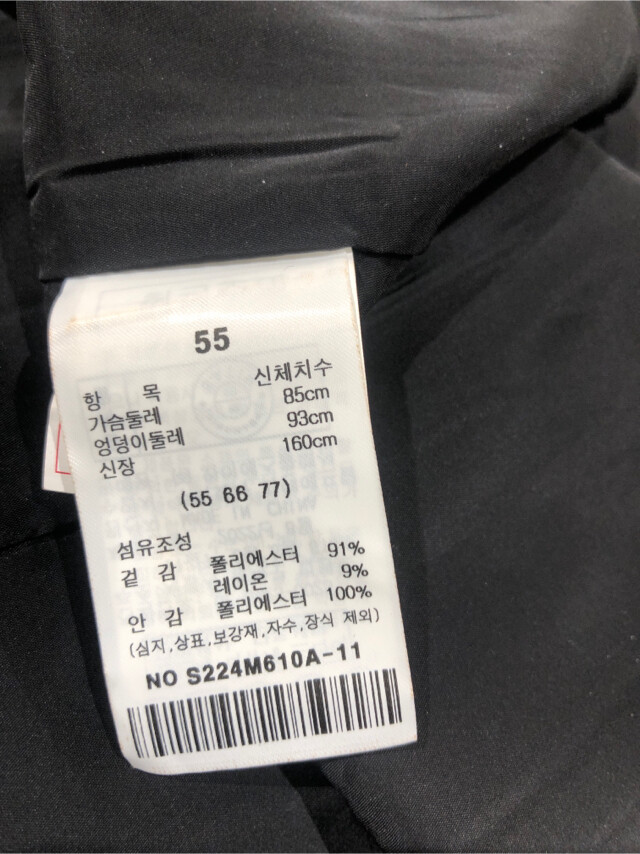 55
항 목 신체치수
가슴둘레 85cm
엉덩이둘레 93cm
신장 160cm
(55 66 77)
섬유조성
겉 감 폴리에스터 91%
레이온 9%
안 감 폴리에스터 100%
(심지,상표,보강재,자수,장식 제외)
NO S224M610A-11